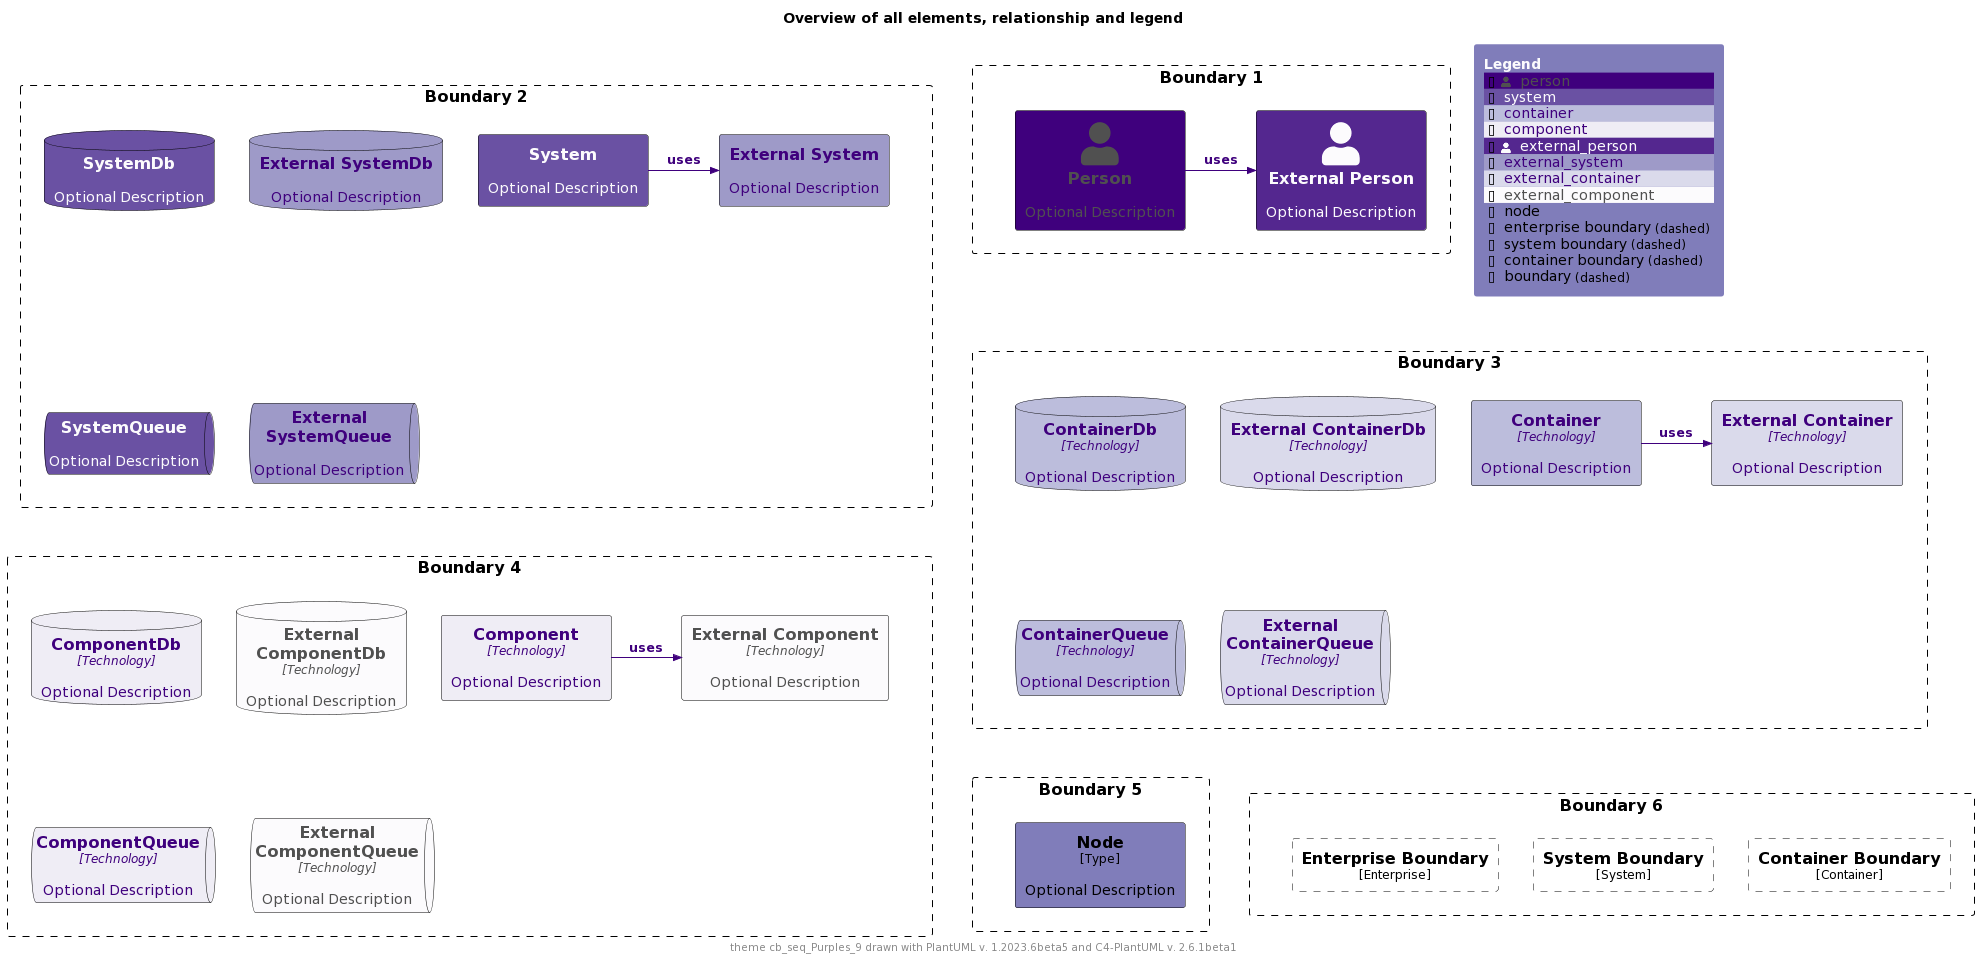 Overview of all elements, relationship and legend
Boundary 2
SystemDb
Optional Description
External SystemDb
Optional Description
System
Optional Description
uses
External System
Optional Description
SystemQueue
Optional Description
External
SystemQueue
Optional Description
Boundary 1
Person
Optional Description
uses
External Person
Optional Description
Legend
person
system
container
component
external_person
external_system
external_container
external_component
node
enterprise boundary (dashed)
system boundary (dashed)
container boundary (dashed)
boundary (dashed)
Boundary 3
ContainerDb
[Technology]
Optional Description
External ContainerDb
[Technology]
Optional Description
Container
[Technology]
Optional Description
uses
External Container
[Technology]
Optional Description
ContainerQueue
[Technology]
Optional Description
External
ContainerQueue
[Technology]
Optional Description
Boundary 4
ComponentDb
[Technology]
Optional Description
External
ComponentDb
[Technology]
Optional Description
Component
[Technology]
Optional Description
uses
External Component
[Technology]
Optional Description
ComponentQueue
[Technology]
Optional Description
External
ComponentQueue
[Technology]
Optional Description
Boundary 5
Node
[Type]
Optional Description
Boundary 6
Enterprise Boundary
[Enterprise]
System Boundary
[System]
Container Boundary
[Container]
theme cb_seq_Purples_9 drawn with PlantUML v. 1.2023.6beta5 and C4-PlantUML v. 2.6.1beta1